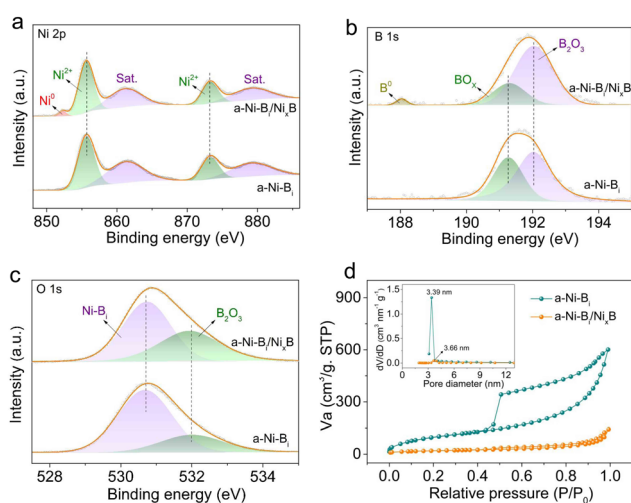 a
Ni 2p
Ni²⁺
Sat.
Ni²⁺
Sat.
Ni⁰
a-Ni-Bᵢ/NiₓB
a-Ni-Bᵢ
Intensity (a.u.)
850 860 870 880
Binding energy (eV)
b
B 1s
B₂O₃
BOₓ
B⁰
a-Ni-Bᵢ/NiₓB
a-Ni-Bᵢ
Intensity (a.u.)
188 190 192 194
Binding energy (eV)
c
O 1s
Ni-Bᵢ
B₂O₃
a-Ni-Bᵢ/NiₓB
a-Ni-Bᵢ
Intensity (a.u.)
528 530 532 534
Binding energy (eV)
d
900
600
300
0
Va (cm³/g. STP)
1.5
1.0
0.5
0.0
dV/dD (cm³ nm⁻¹ g⁻¹)
3.39 nm
3.66 nm
0 3 6 9 12
Pore diameter (nm)
a-Ni-Bᵢ
a-Ni-Bᵢ/NiₓB
0.0 0.2 0.4 0.6 0.8 1.0
Relative pressure (P/P₀)